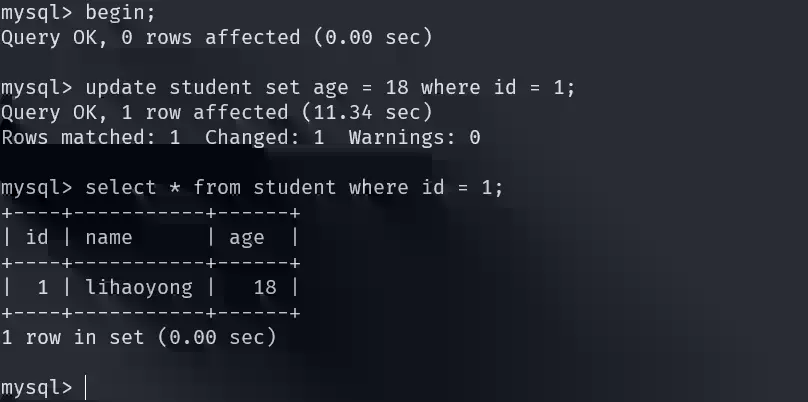 mysql> begin;
Query OK, 0 rows affected (0.00 sec)
mysql> update student set age = 18 where id = 1;
Query OK, 1 row affected (11.34 sec)
Rows matched: 1  Changed: 1  Warnings: 0
mysql> select * from student where id = 1;
+----+-----------+------+
| id | name      | age  |
+----+-----------+------+
|  1 | lihaoyong |   18 |
+----+-----------+------+
1 row in set (0.00 sec)
mysql>